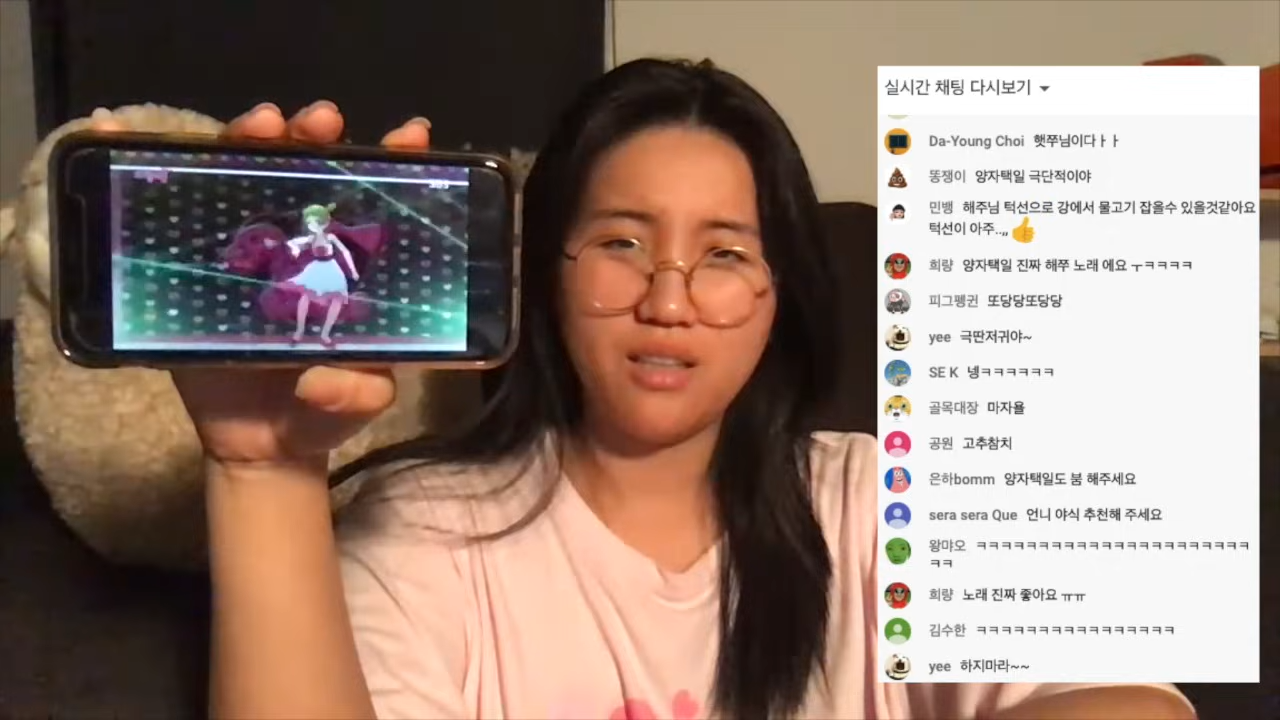 실시간 채팅 다시보기
Da-Young Choi 햇쭈님이다ㅏㅏ
똥쟁이 양자택일 극단적이야
민뱅 해주님 턱선으로 강에서 물고기 잡을수 있을것같아요
턱선이 아주..,,
희량 양자택일 진짜 해쭈 노래 에요 ㅜㅋㅋㅋㅋ
피그펭귄 또당당또당당
yee 극딴저귀야~
SE K 넹ㅋㅋㅋㅋㅋㅋ
골목대장 마자욜
공원 고추참치
은하bomm 양자택일도 붐 해주세요
sera sera Que 언니 야식 추천해 주세요
왕먀오 ㅋㅋㅋㅋㅋㅋㅋㅋㅋㅋㅋㅋㅋㅋㅋㅋㅋㅋㅋㅋㅋㅋ
ㅋㅋ
희량 노래 진짜 좋아요 ㅠㅠ
김수한 ㅋㅋㅋㅋㅋㅋㅋㅋㅋㅋㅋㅋㅋㅋㅋㅋ
yee 하지마라~~